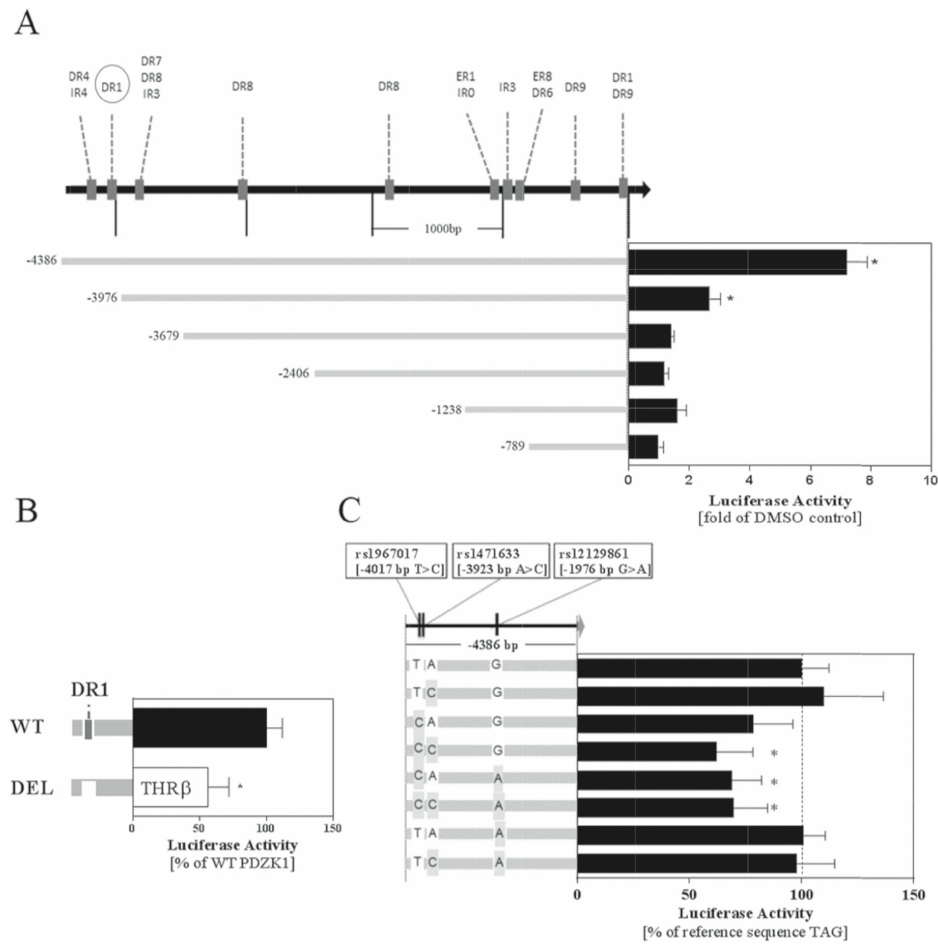 A
DR4
IR4
DR1
DR7
DR8
IR3
DR8
DR8
ER1
IR0
IR3
ER8
DR6
DR9
DR1
DR9
1000bp
-4386
*
-3976
*
-3679
-2406
-1238
-789
0 2 4 6 8 10
Luciferase Activity
[fold of DMSO control]
B
DR1
WT
DEL
THRβ
*
0 50 100 150
Luciferase Activity
[% of WT PDZK1]
C
rs1967017
[-4017 bp T>C]
rs1471633
[-3923 bp A>C]
rs12129861
[-1976 bp G>A]
-4386 bp
T A G
T C G
C A G
C C G *
C A A *
C C A *
T A A
T C A
0 50 100 150
Luciferase Activity
[% of reference sequence TAG]